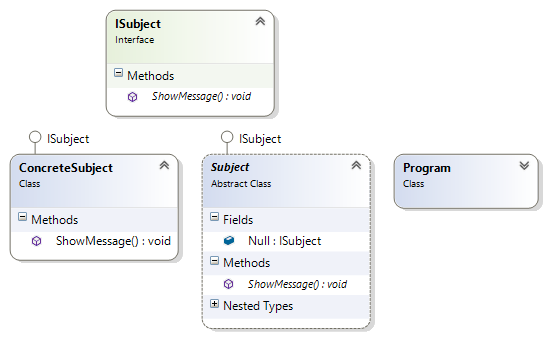 ISubject
Interface
Methods
ShowMessage() : void
ISubject
ConcreteSubject
Class
Methods
ShowMessage() : void
ISubject
Subject
Abstract Class
Fields
Null : ISubject
Methods
ShowMessage() : void
Nested Types
Program
Class